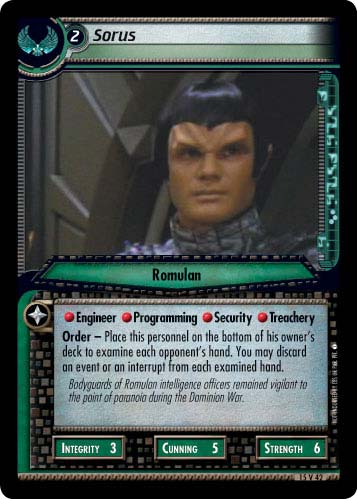 2 Sorus
Romulan
Engineer Programming Security Treachery
Order – Place this personnel on the bottom of his owner's
deck to examine each opponent's hand. You may discard
an event or an interrupt from each examined hand.
Bodyguards of Romulan intelligence officers remained vigilant to
the point of paranoia during the Dominion War.
INTEGRITY 3 CUNNING 5 STRENGTH 6
15 V 42